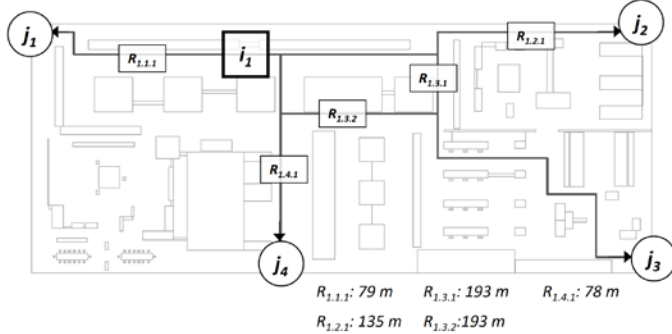 j1
R1.1.1
i1
R1.2.1
j2
R1.3.1
R1.3.2
R1.4.1
j4
j3
R1.1.1: 79 m R1.3.1: 193 m R1.4.1: 78 m
R1.2.1: 135 m R1.3.2:193 m